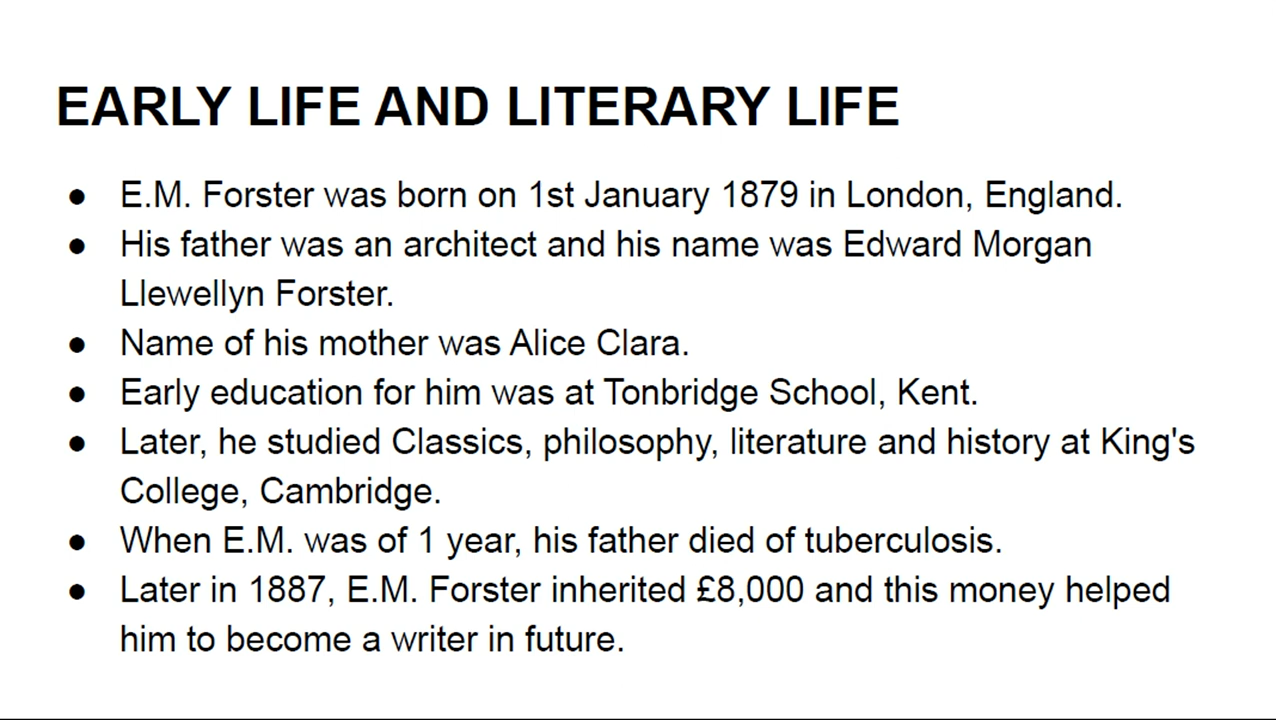 EARLY LIFE AND LITERARY LIFE
● E.M. Forster was born on 1st January 1879 in London, England.
● His father was an architect and his name was Edward Morgan
Llewellyn Forster.
● Name of his mother was Alice Clara.
● Early education for him was at Tonbridge School, Kent.
● Later, he studied Classics, philosophy, literature and history at King's
College, Cambridge.
● When E.M. was of 1 year, his father died of tuberculosis.
● Later in 1887, E.M. Forster inherited £8,000 and this money helped
him to become a writer in future.